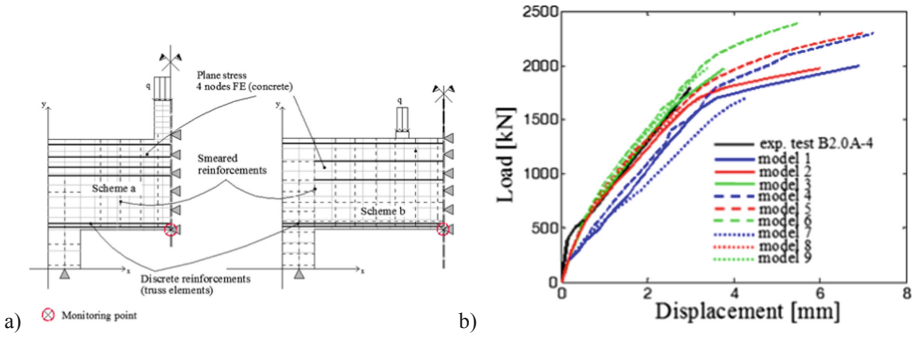 Plane stress
4 nodes FE (concrete)
q
q
y
y
Smeared
reinforcements
Scheme a
Scheme b
x
x
Discrete reinforcements
(truss elements)
a)
Monitoring point
b)
Load [kN]
2500
2000
1500
1000
500
0
0
2
4
6
8
Displacement [mm]
exp. test B2.0A-4
model 1
model 2
model 3
model 4
model 5
model 6
model 7
model 8
model 9